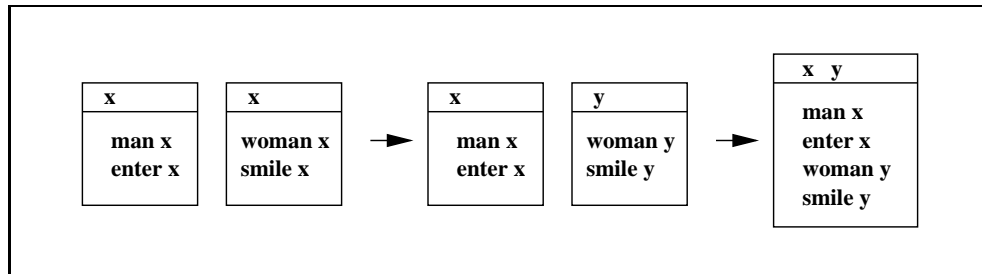 x
man x
enter x
x
woman x
smile x
x
man x
enter x
y
woman y
smile y
x y
man x
enter x
woman y
smile y